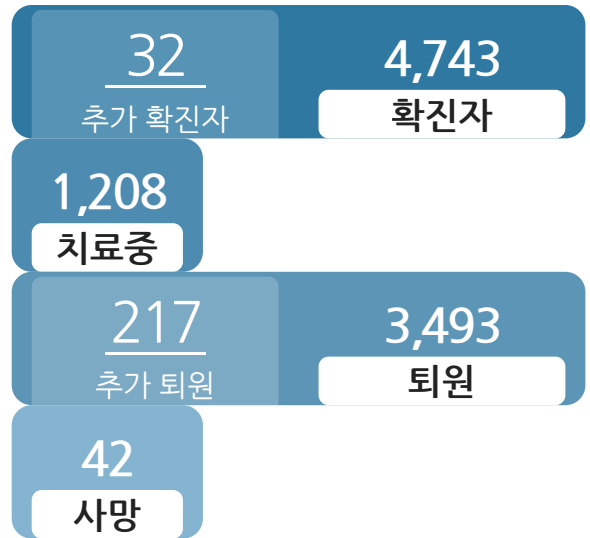 32
추가 확진자
4,743
확진자
1,208
치료중
217
추가 퇴원
3,493
퇴원
42
사망